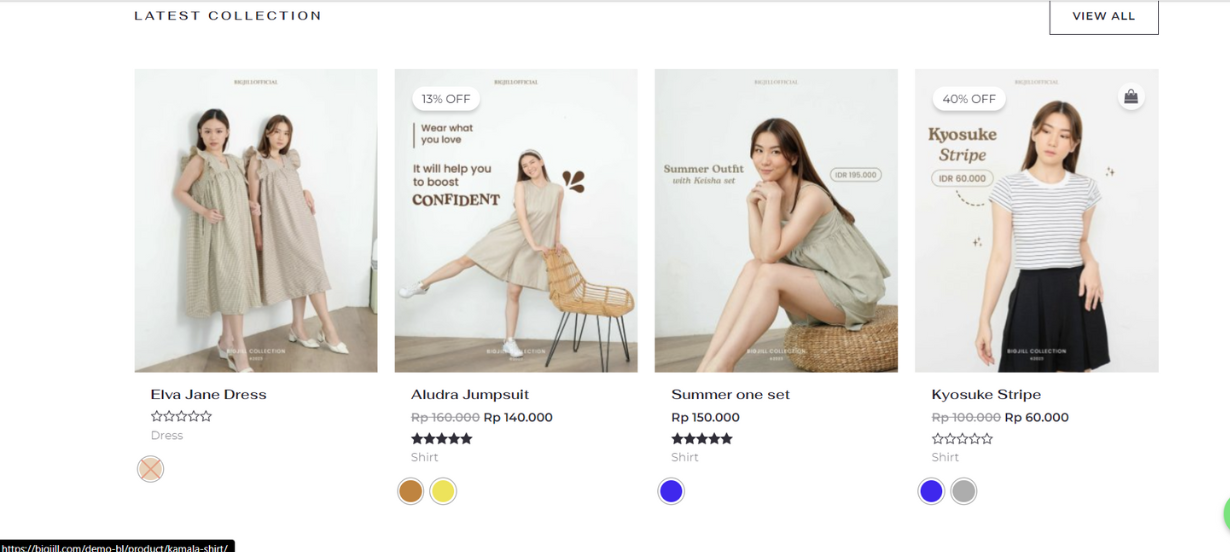 LATEST COLLECTION
VIEW ALL
BIGJILLOFFICIAL
BIGJILL COLLECTION
Elva Jane Dress
Dress
BIGJILLOFFICIAL
13% OFF
Wear what
you love
It will help you
to boost
CONFIDENT
BIGJILL COLLECTION
Aludra Jumpsuit
Rp 160.000 Rp 140.000
Shirt
BIGJILLOFFICIAL
Summer Outfit
with Keisha set
IDR 195.000
BIGJILL COLLECTION
Summer one set
Rp 150.000
Shirt
BIGJILLOFFICIAL
40% OFF
Kyosuke
Stripe
IDR 60.000
BIGJILL COLLECTION
Kyosuke Stripe
Rp 100.000 Rp 60.000
Shirt
https://bigjill.com/demo-bl/product/kamala-shirt/